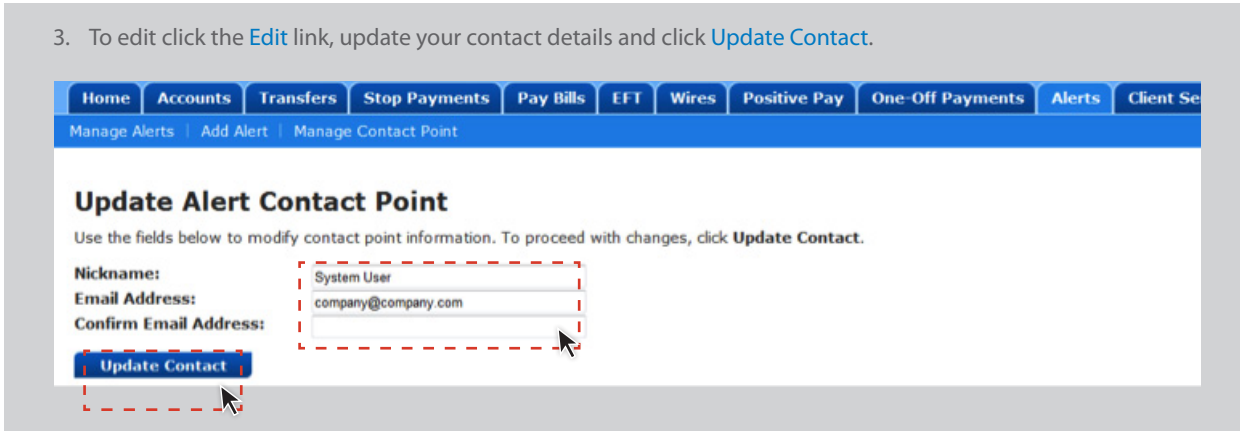 3. To edit click the Edit link, update your contact details and click Update Contact.
Home Accounts Transfers Stop Payments Pay Bills EFT Wires Positive Pay One-Off Payments Alerts Client Se
Manage Alerts | Add Alert | Manage Contact Point
Update Alert Contact Point
Use the fields below to modify contact point information. To proceed with changes, click Update Contact.
Nickname: System User
Email Address: company@company.com
Confirm Email Address:
Update Contact